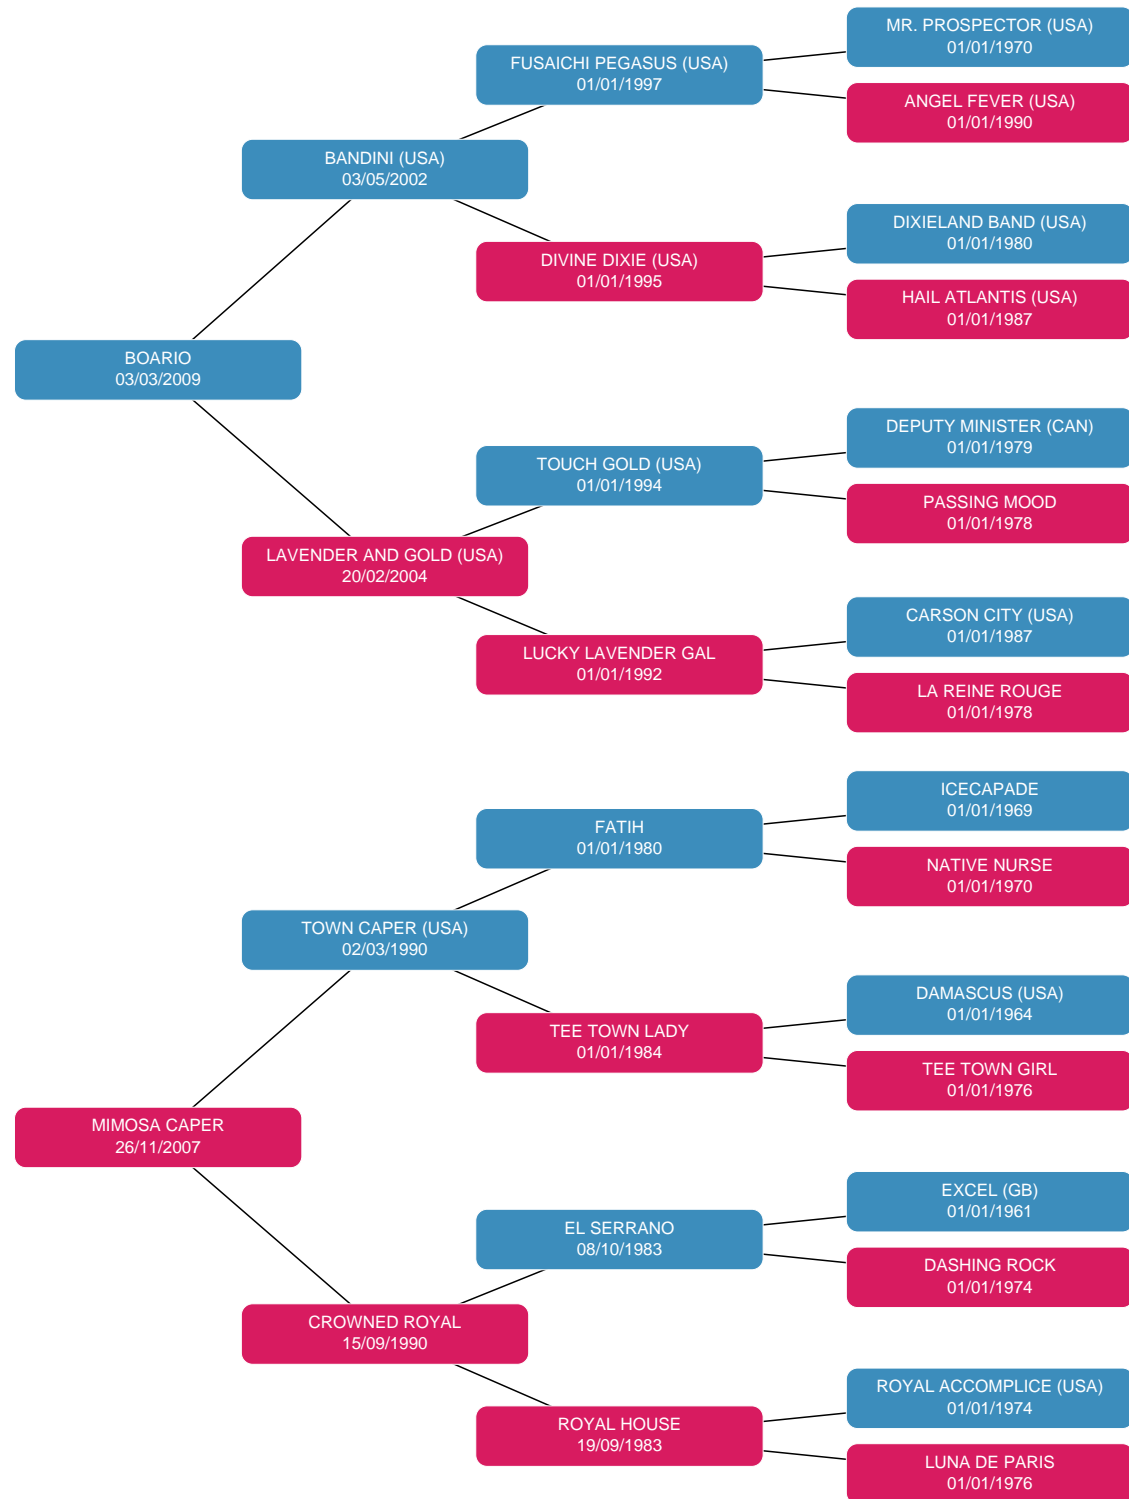 MR. PROSPECTOR (USA)
01/01/1970
FUSAICHI PEGASUS (USA)
01/01/1997
ANGEL FEVER (USA)
01/01/1990
BANDINI (USA)
03/05/2002
DIXIELAND BAND (USA)
01/01/1980
DIVINE DIXIE (USA)
01/01/1995
HAIL ATLANTIS (USA)
01/01/1987
BOARIO
03/03/2009
DEPUTY MINISTER (CAN)
01/01/1979
TOUCH GOLD (USA)
01/01/1994
PASSING MOOD
01/01/1978
LAVENDER AND GOLD (USA)
20/02/2004
CARSON CITY (USA)
01/01/1987
LUCKY LAVENDER GAL
01/01/1992
LA REINE ROUGE
01/01/1978
ICECAPADE
01/01/1969
FATIH
01/01/1980
NATIVE NURSE
01/01/1970
TOWN CAPER (USA)
02/03/1990
DAMASCUS (USA)
01/01/1964
TEE TOWN LADY
01/01/1984
TEE TOWN GIRL
01/01/1976
MIMOSA CAPER
26/11/2007
EXCEL (GB)
01/01/1961
EL SERRANO
08/10/1983
DASHING ROCK
01/01/1974
CROWNED ROYAL
15/09/1990
ROYAL ACCOMPLICE (USA)
01/01/1974
ROYAL HOUSE
19/09/1983
LUNA DE PARIS
01/01/1976